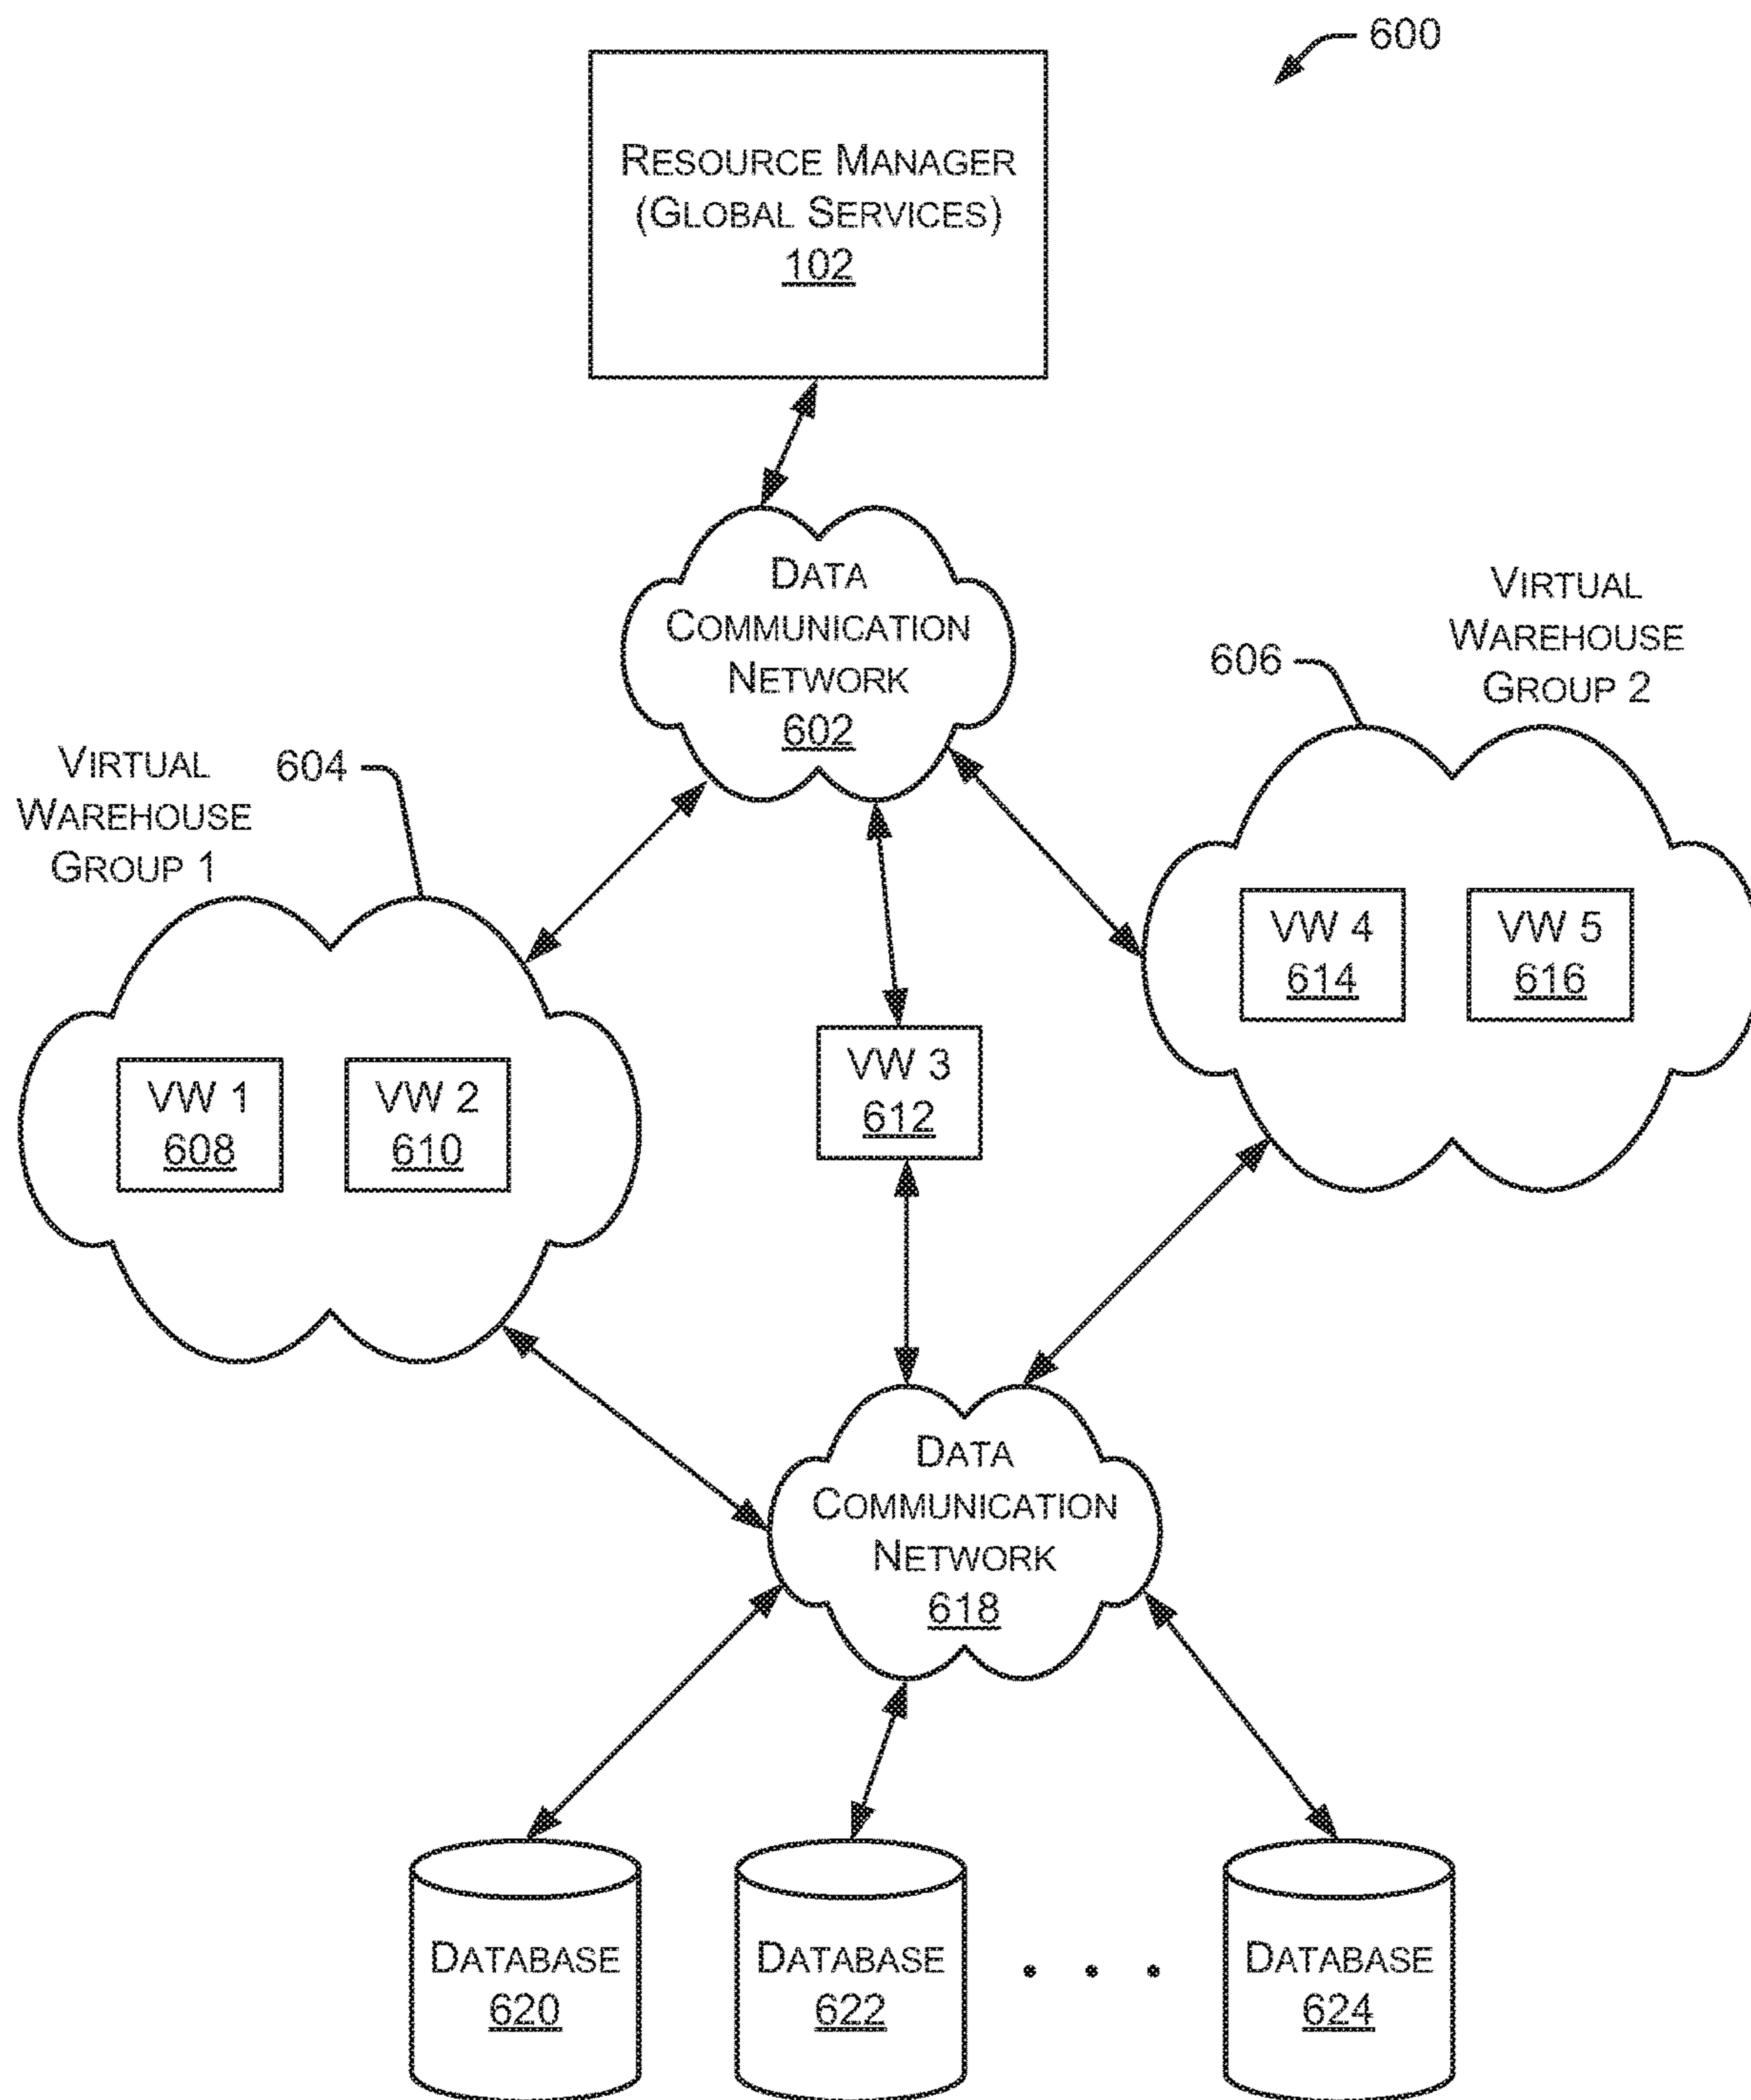 600
RESOURCE MANAGER
(GLOBAL SERVICES)
102
DATA
COMMUNICATION
NETWORK
602
VIRTUAL
WAREHOUSE
GROUP 2
606
VIRTUAL
WAREHOUSE
GROUP 1
604
VW 4
614
VW 5
616
VW 3
612
VW 1
608
VW 2
610
DATA
COMMUNICATION
NETWORK
618
DATABASE
620
DATABASE
622
. . .
DATABASE
624